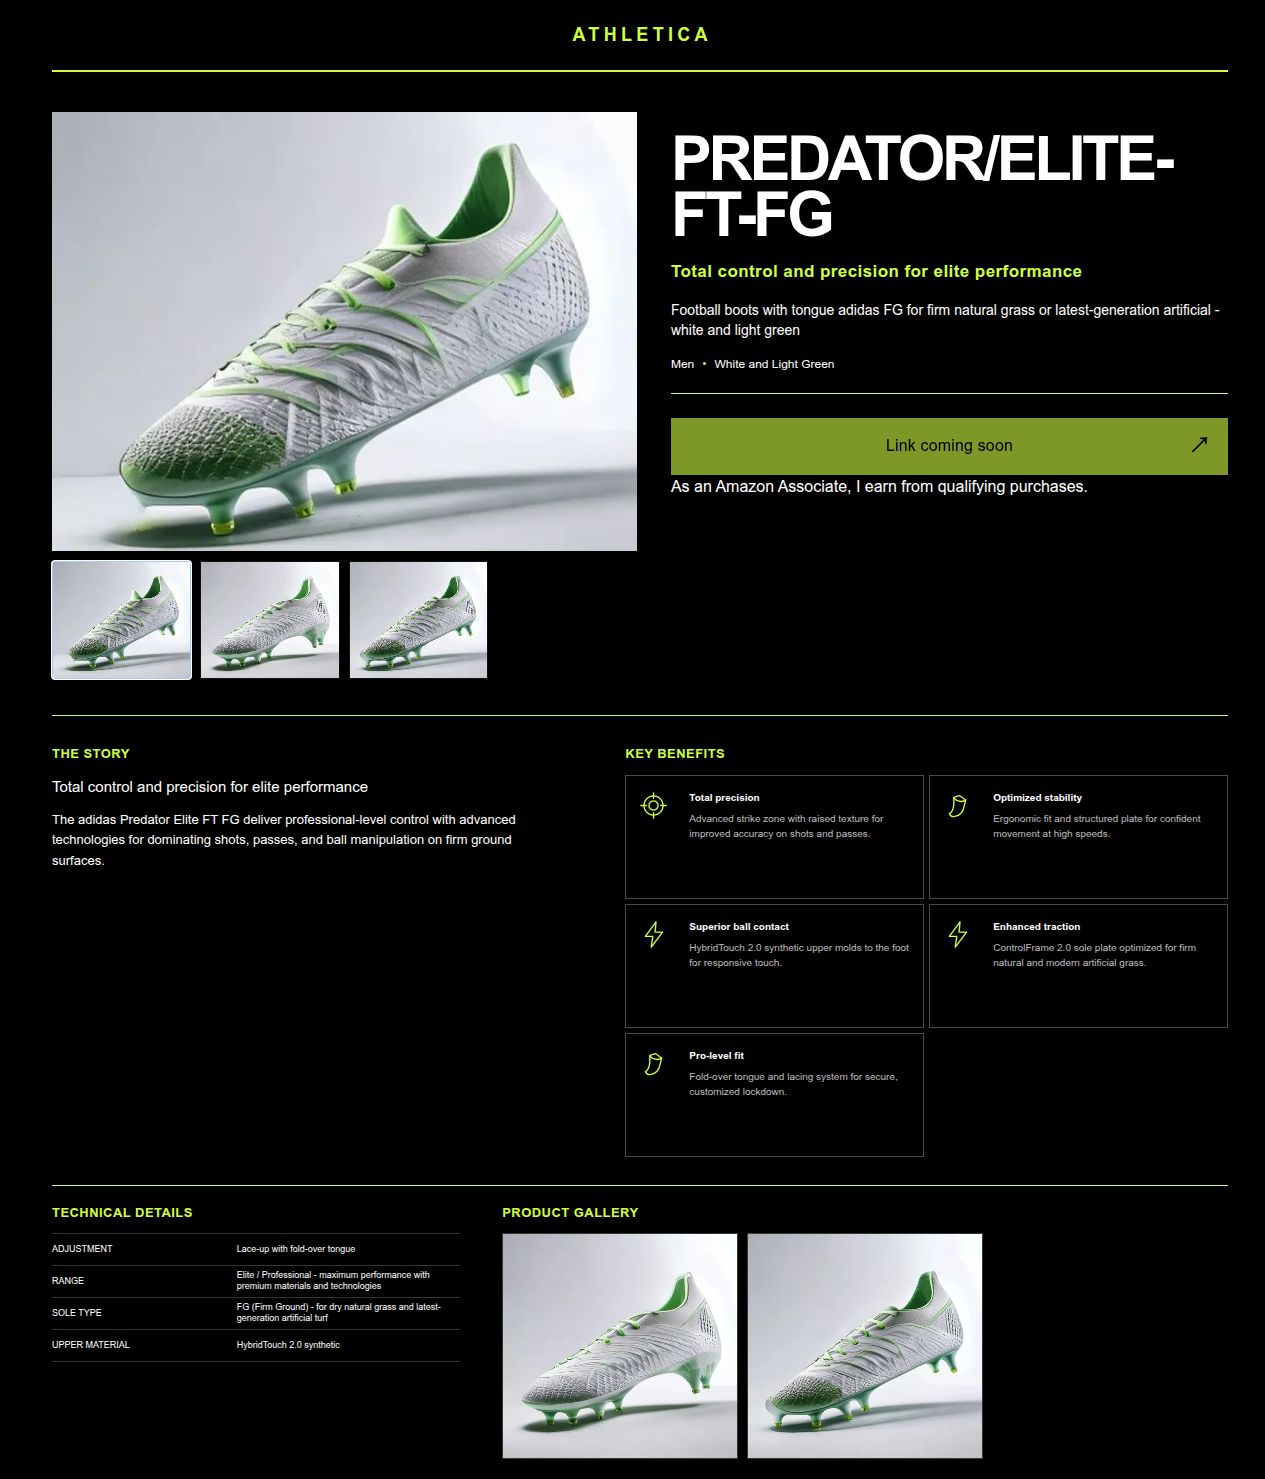 ATHLETICA
PREDATOR/ELITE-
FT-FG
Total control and precision for elite performance
Football boots with tongue adidas FG for firm natural grass or latest-generation artificial -
white and light green
Men • White and Light Green
Link coming soon
As an Amazon Associate, I earn from qualifying purchases.
THE STORY
Total control and precision for elite performance
The adidas Predator Elite FT FG deliver professional-level control with advanced
technologies for dominating shots, passes, and ball manipulation on firm ground
surfaces.
KEY BENEFITS
Total precision
Advanced strike zone with raised texture for
improved accuracy on shots and passes.
Optimized stability
Ergonomic fit and structured plate for confident
movement at high speeds.
Superior ball contact
HybridTouch 2.0 synthetic upper molds to the foot
for responsive touch.
Enhanced traction
ControlFrame 2.0 sole plate optimized for firm
natural and modern artificial grass.
Pro-level fit
Fold-over tongue and lacing system for secure,
customized lockdown.
TECHNICAL DETAILS
ADJUSTMENT Lace-up with fold-over tongue
RANGE Elite / Professional - maximum performance with
premium materials and technologies
SOLE TYPE FG (Firm Ground) - for dry natural grass and latest-
generation artificial turf
UPPER MATERIAL HybridTouch 2.0 synthetic
PRODUCT GALLERY